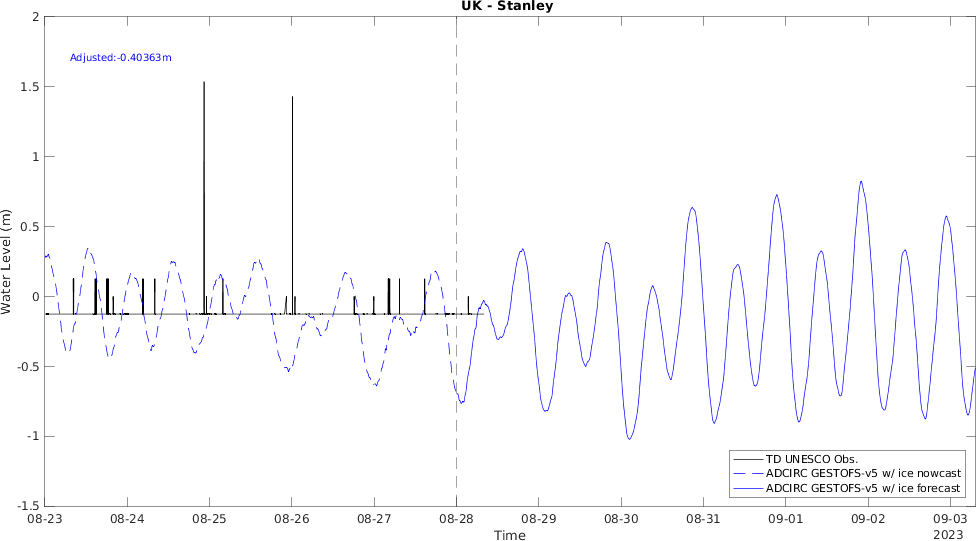 UK - Stanley
Adjusted:-0.40363m
Water Level (m)
2
1.5
1
0.5
0
-0.5
-1
-1.5
08-23 08-24 08-25 08-26 08-27 08-28 08-29 08-30 08-31 09-01 09-02 09-03
Time
2023
TD UNESCO Obs.
ADCIRC GESTOFS-v5 w/ ice nowcast
ADCIRC GESTOFS-v5 w/ ice forecast